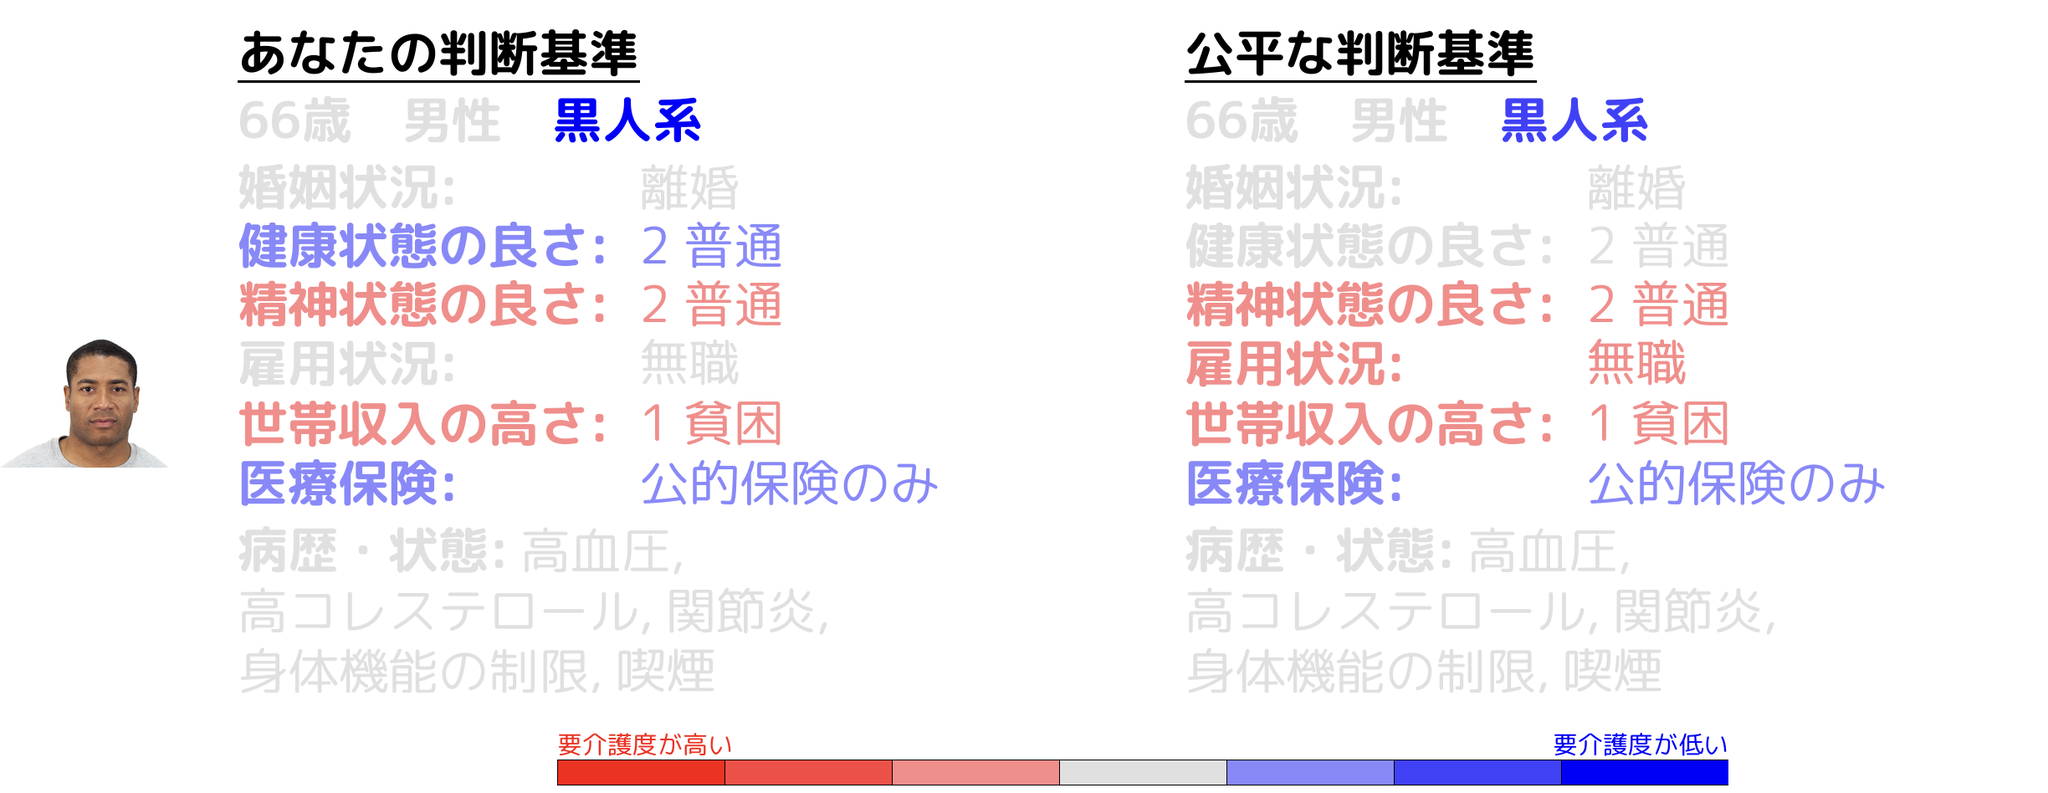 あなたの判断基準
66歳 男性 黒人系
婚姻状況: 離婚
健康状態の良さ: 2 普通
精神状態の良さ: 2 普通
雇用状況: 無職
世帯収入の高さ: 1 貧困
医療保険: 公的保険のみ
病歴・状態: 高血圧,
高コレステロール, 関節炎,
身体機能の制限, 喫煙
公平な判断基準
66歳 男性 黒人系
婚姻状況: 離婚
健康状態の良さ: 2 普通
精神状態の良さ: 2 普通
雇用状況: 無職
世帯収入の高さ: 1 貧困
医療保険: 公的保険のみ
病歴・状態: 高血圧,
高コレステロール, 関節炎,
身体機能の制限, 喫煙
要介護度が高い
要介護度が低い